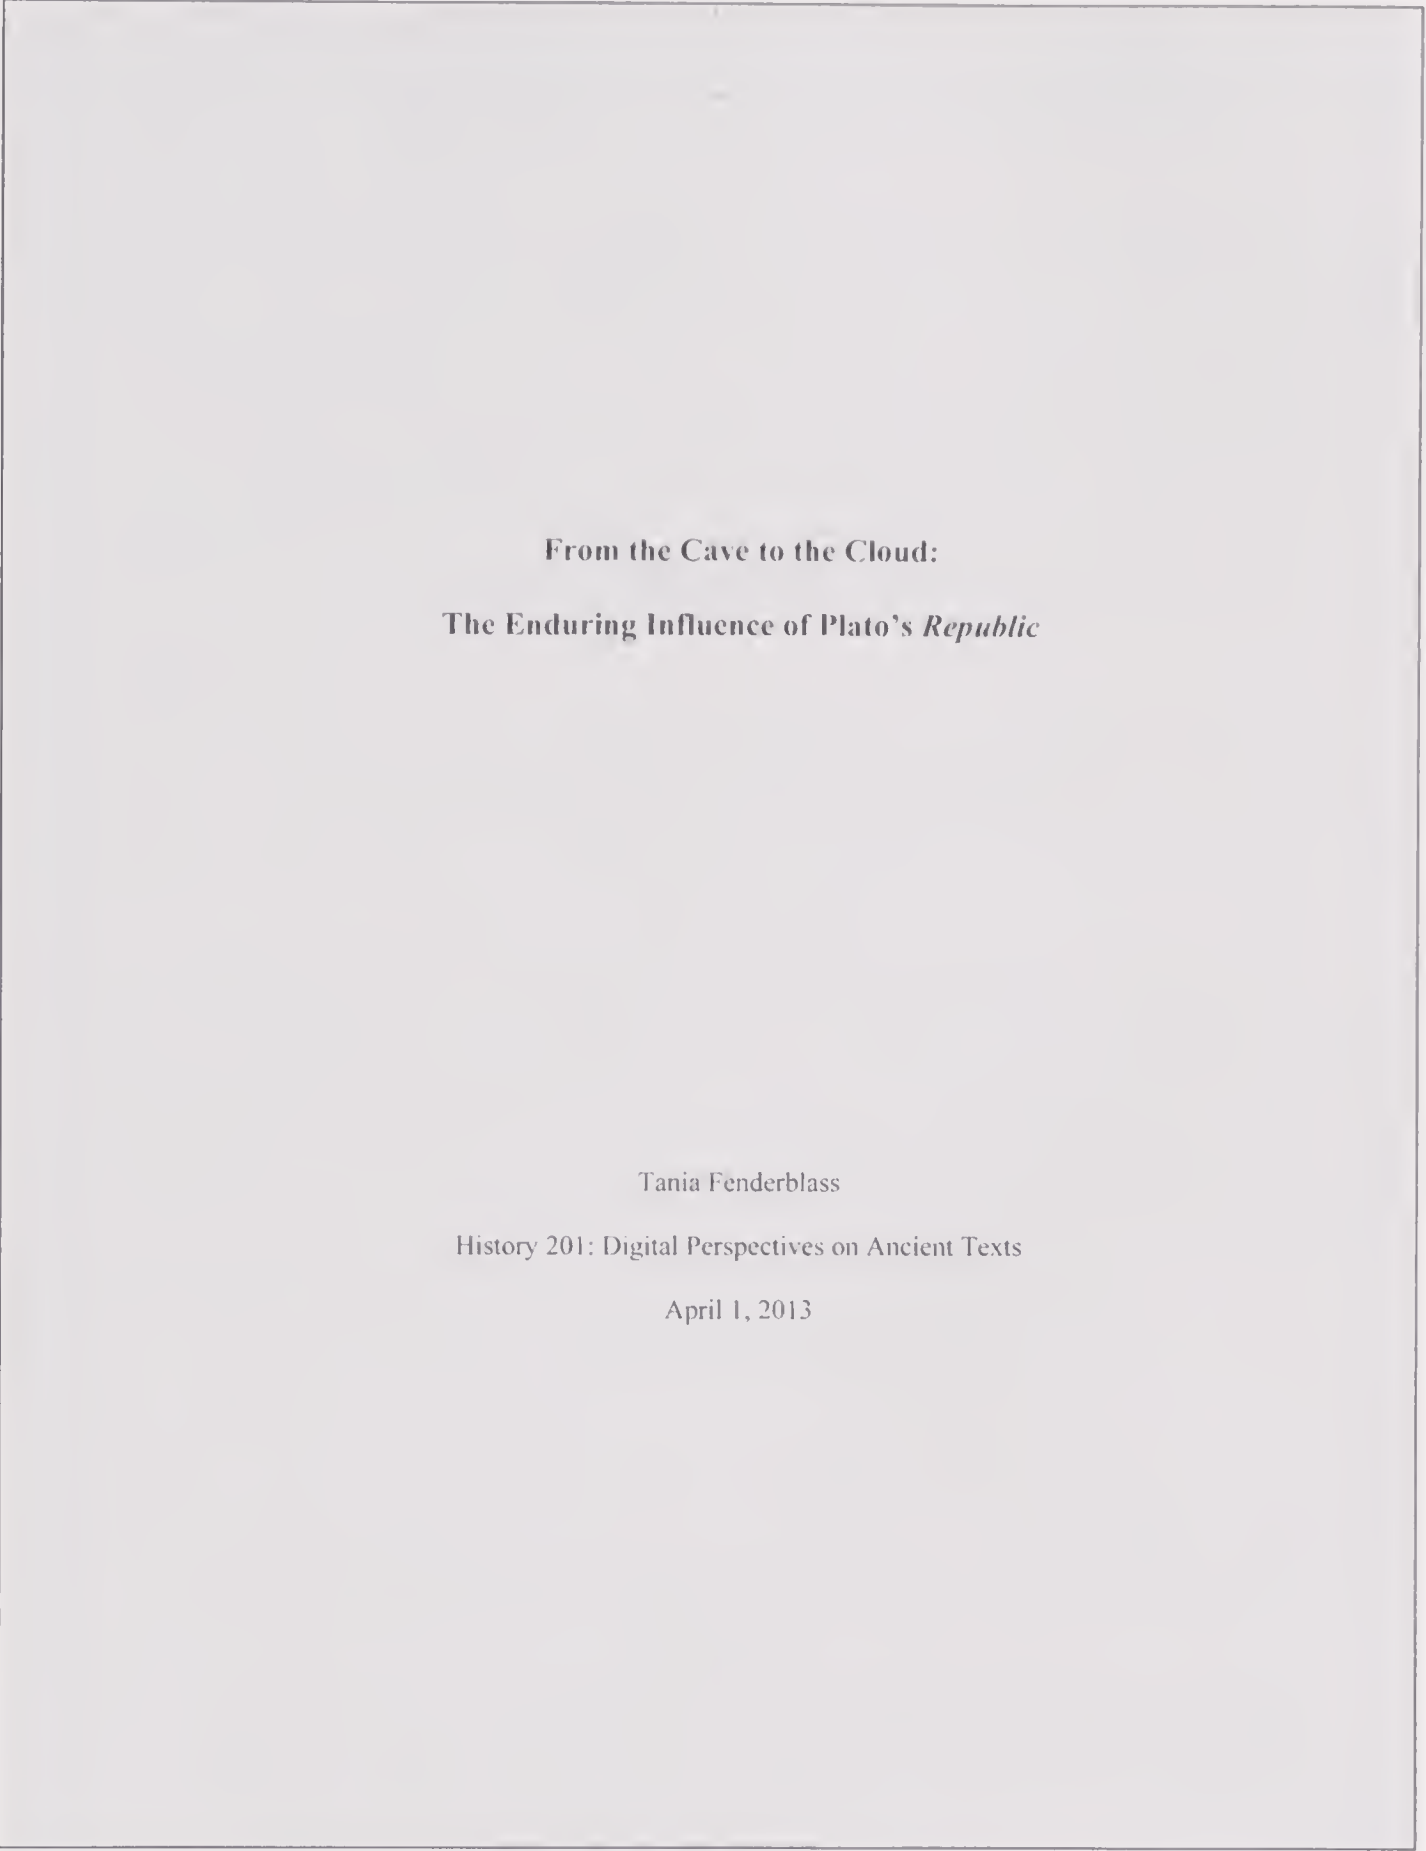 From the Cave to the Cloud:
The Enduring Influence of Plato's Republic
Tania Fenderblass
History 201: Digital Perspectives on Ancient Texts
April 1, 2013